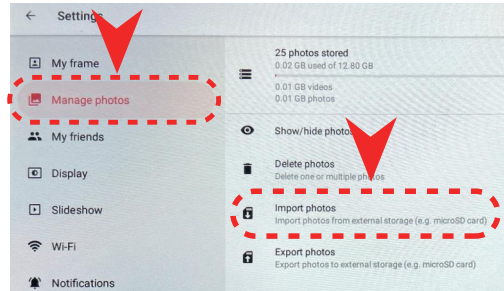 Settings
My frame
Manage photos
My friends
Display
Slideshow
Wi-Fi
Notifications
25 photos stored
0.02 GB used of 12.80 GB
0.01 GB videos
0.01 GB photos
Show/hide photos
Delete photos
Delete one or multiple photos
Import photos
Import photos from external storage (e.g. microSD card)
Export photos
Export photos to external storage (e.g. microSD card)